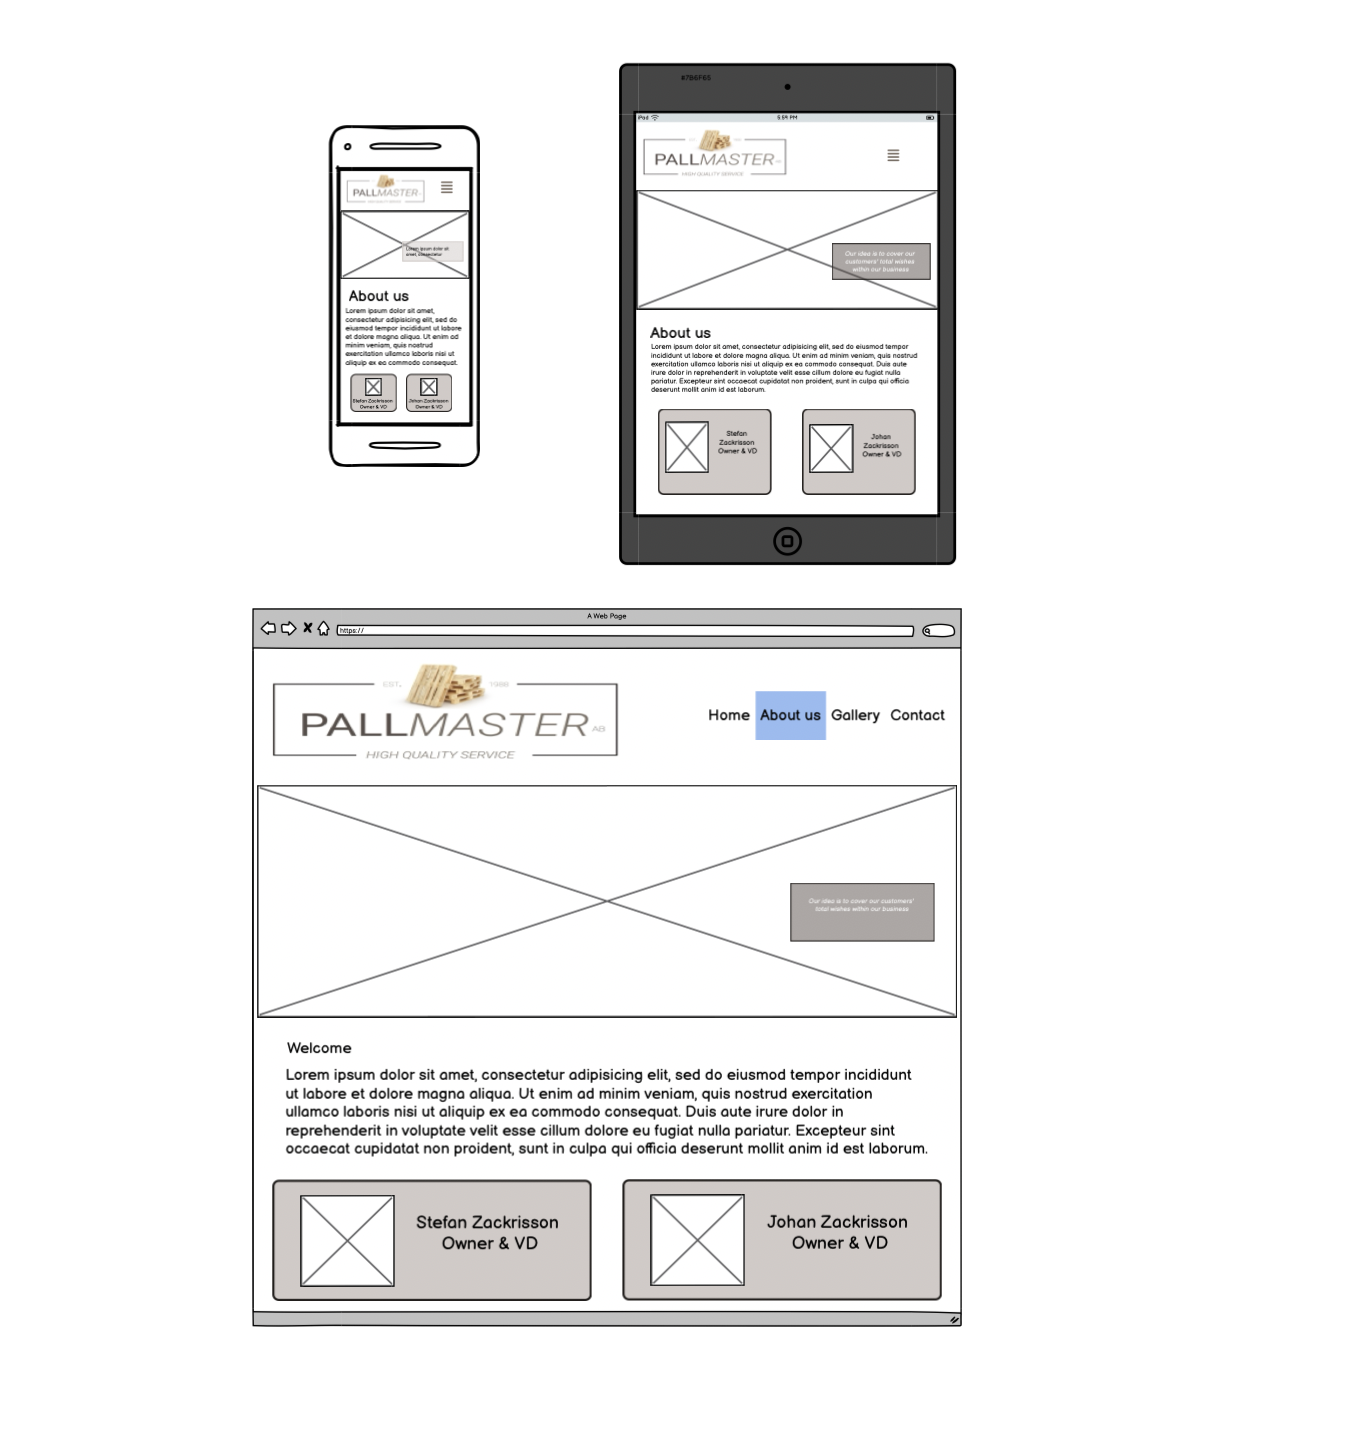 PALLMASTER
Lorem ipsum dolor sit
amet, consectetur
About us
Lorem ipsum dolor sit amet,
consectetur adipisicing elit, sed do
eiusmod tempor incididunt ut labore
et dolore magna aliqua. Ut enim ad
minim veniam, quis nostrud
exercitation ullamco laboris nisi ut
aliquip ex ea commodo consequat.
Stefan Zackrisson
Owner & VD
Johan Zackrisson
Owner & VD
#7B6F65
iPad
5:59 PM
PALLMASTER
HIGH QUALITY SERVICE
Our idea is to cover our
customers' total wishes
within our business
About us
Lorem ipsum dolor sit amet, consectetur adipisicing elit, sed do eiusmod tempor
incididunt ut labore et dolore magna aliqua. Ut enim ad minim veniam, quis nostrud
exercitation ullamco laboris nisi ut aliquip ex ea commodo consequat. Duis aute
irure dolor in reprehenderit in voluptate velit esse cillum dolore eu fugiat nulla
pariatur. Excepteur sint occaecat cupidatat non proident, sunt in culpa qui officia
deserunt mollit anim id est laborum.
Stefan
Zackrisson
Owner & VD
Johan
Zackrisson
Owner & VD
A Web Page
https://
EST. 1988
PALLMASTER AB
HIGH QUALITY SERVICE
Home About us Gallery Contact
Our idea is to cover our customers'
total wishes within our business
Welcome
Lorem ipsum dolor sit amet, consectetur adipisicing elit, sed do eiusmod tempor incididunt
ut labore et dolore magna aliqua. Ut enim ad minim veniam, quis nostrud exercitation
ullamco laboris nisi ut aliquip ex ea commodo consequat. Duis aute irure dolor in
reprehenderit in voluptate velit esse cillum dolore eu fugiat nulla pariatur. Excepteur sint
occaecat cupidatat non proident, sunt in culpa qui officia deserunt mollit anim id est laborum.
Stefan Zackrisson
Owner & VD
Johan Zackrisson
Owner & VD